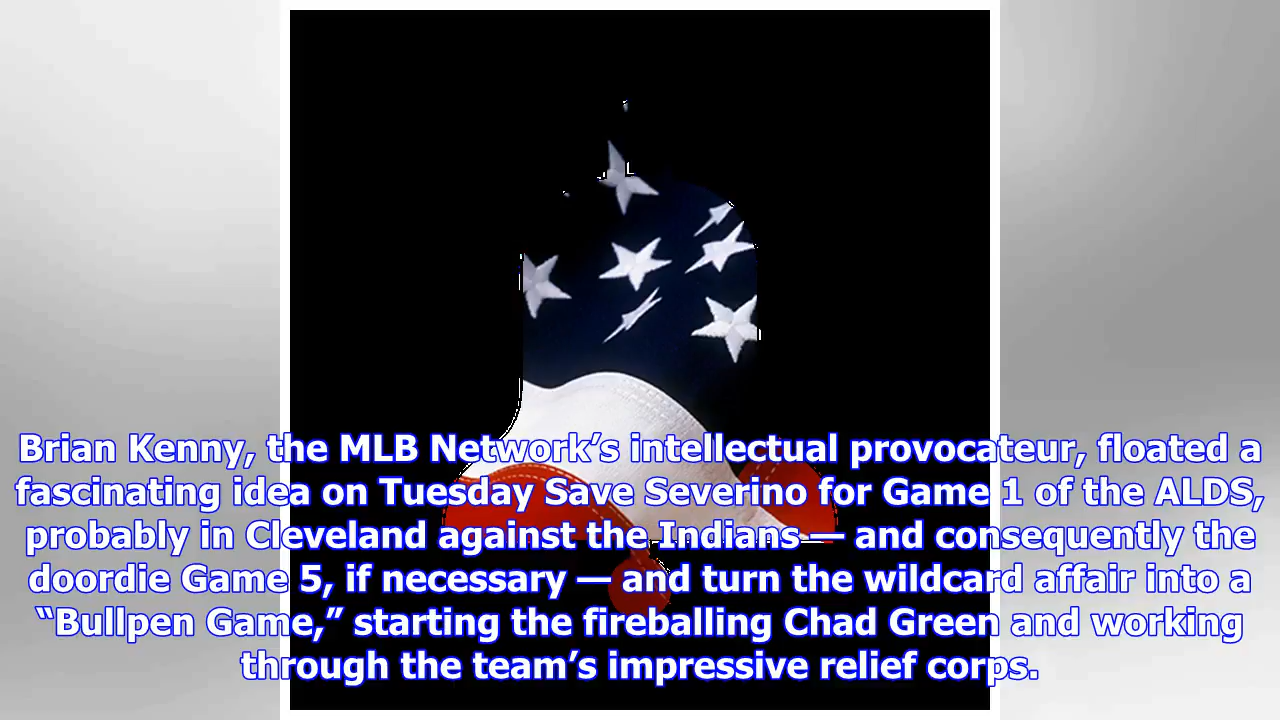 Brian Kenny, the MLB Network’s intellectual provocateur, floated a
fascinating idea on Tuesday Save Severino for Game 1 of the ALDS,
probably in Cleveland against the Indians — and consequently the
doordie Game 5, if necessary — and turn the wildcard affair into a
“Bullpen Game,” starting the fireballing Chad Green and working
through the team’s impressive relief corps.